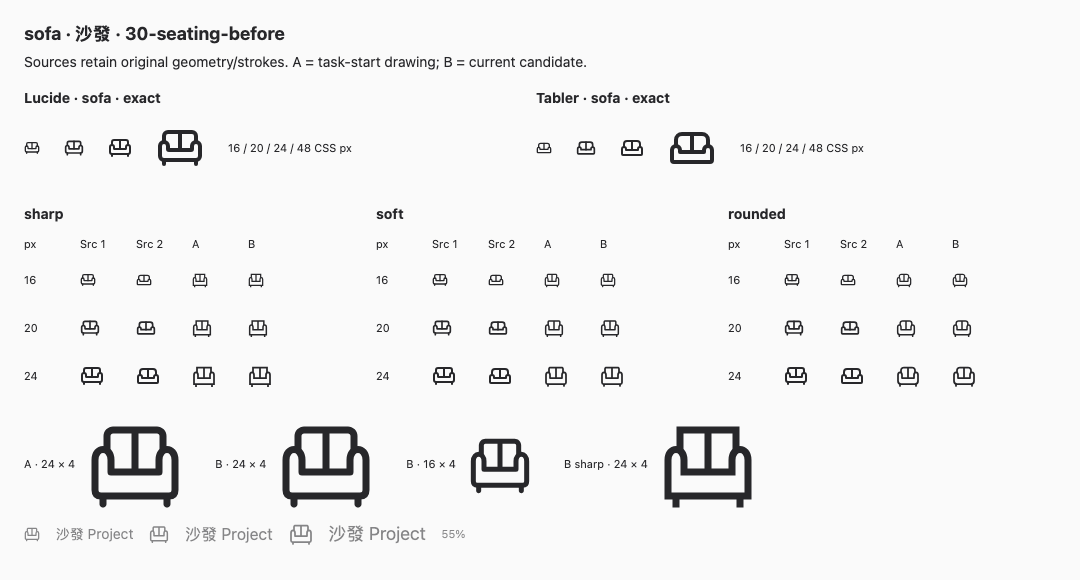 sofa · 沙發 · 30-seating-before
Sources retain original geometry/strokes. A = task-start drawing; B = current candidate.
Lucide · sofa · exact
16 / 20 / 24 / 48 CSS px
Tabler · sofa · exact
16 / 20 / 24 / 48 CSS px
sharp
px Src 1 Src 2 A B
16
20
24
soft
px Src 1 Src 2 A B
16
20
24
rounded
px Src 1 Src 2 A B
16
20
24
A · 24 × 4
B · 24 × 4
B · 16 × 4
B sharp · 24 × 4
沙發 Project 沙發 Project 沙發 Project 55%